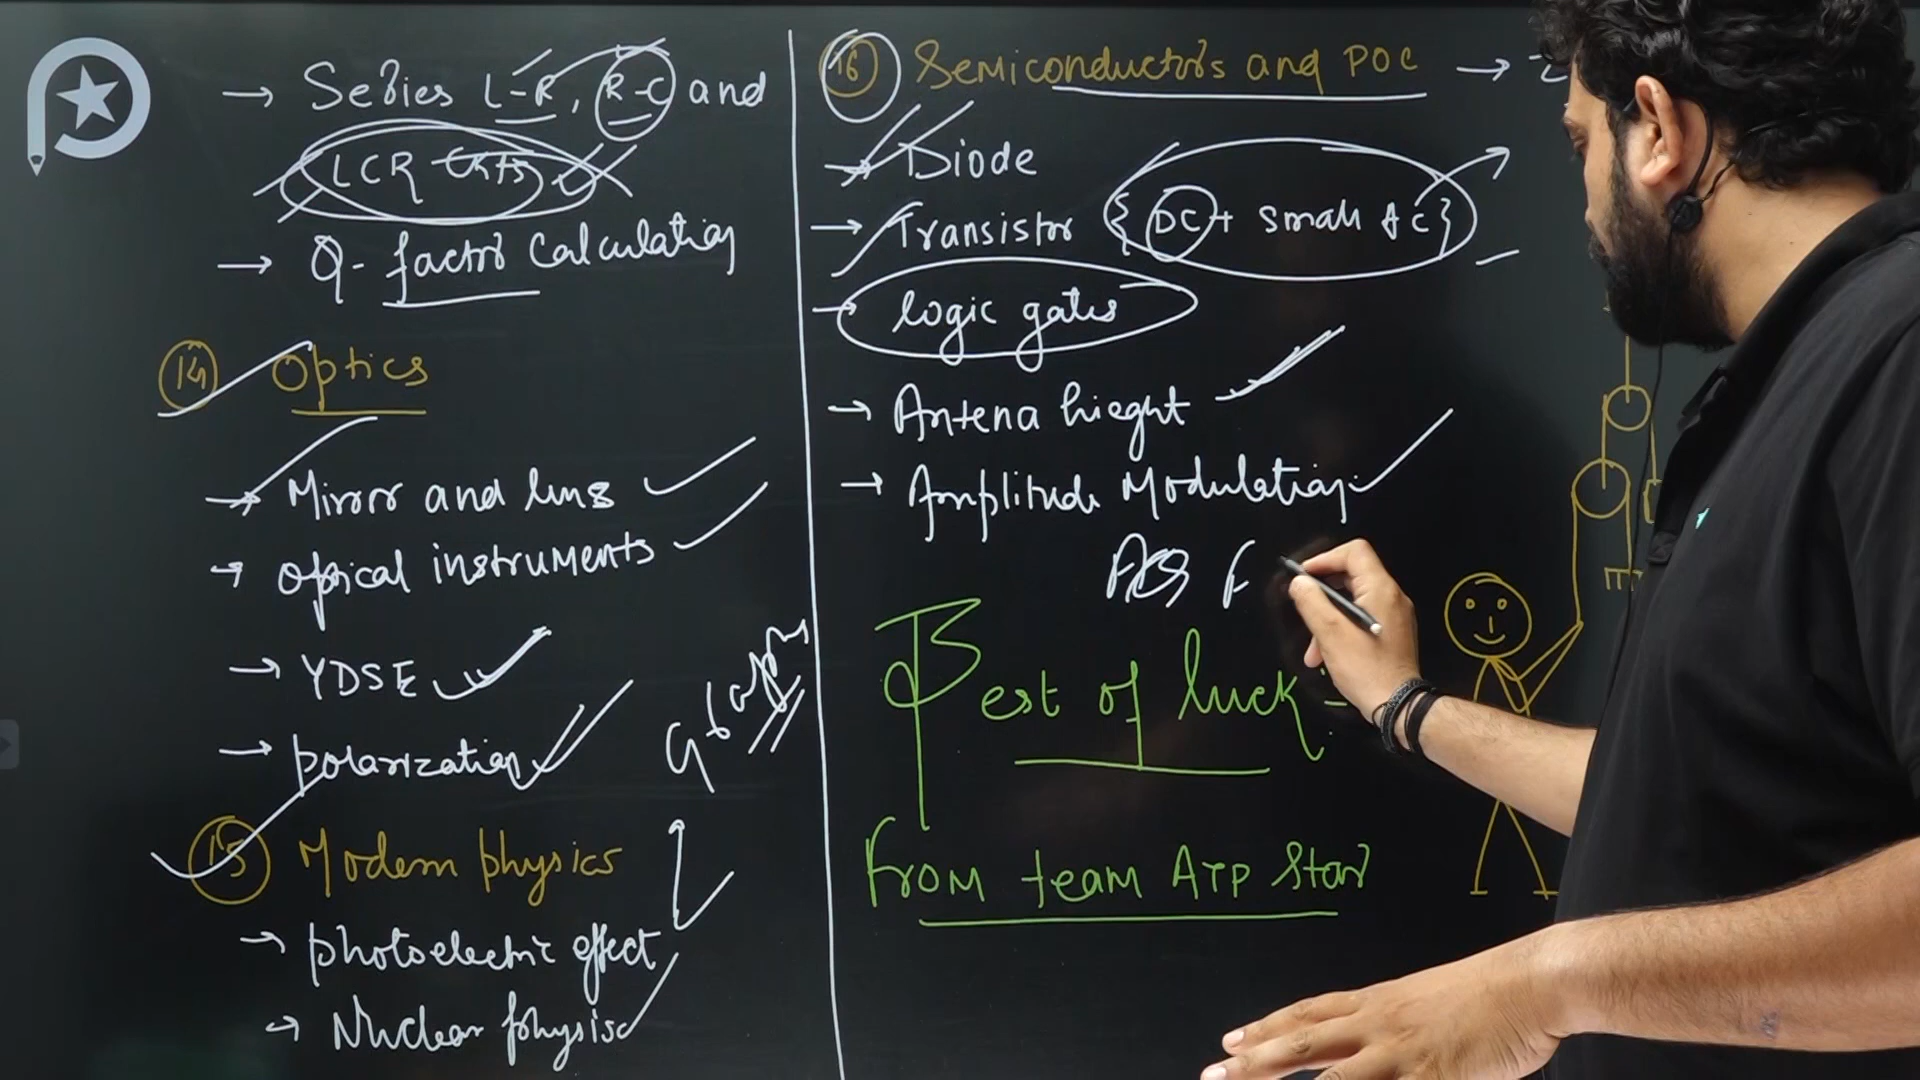 → Series L-R, R-C and
LCR CKTs
→ Q- factor calculation
14 Optics
→ Mirror and lens
→ optical instruments
→ YDSE
→ polarization
15 Modern physics
→ photoelectric effect
→ Nuclear physics
16 Semiconductors and POC →
→ Diode
→ Transistor {DC + small AC}
→ logic gates
→ Antena hieght
→ Amplitude Modulation
Best of luck
From team ATP Star